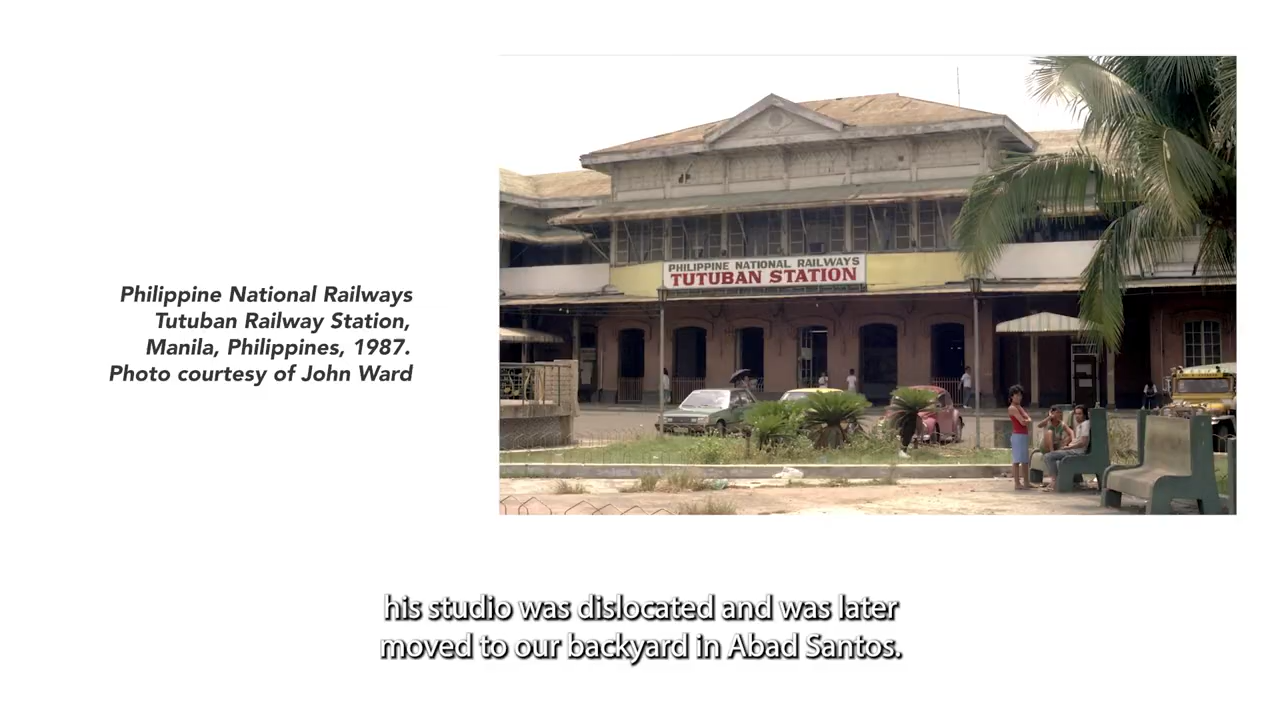 Philippine National Railways
Tutuban Railway Station,
Manila, Philippines, 1987.
Photo courtesy of John Ward
PHILIPPINE NATIONAL RAILWAYS
TUTUBAN STATION
his studio was dislocated and was later
moved to our backyard in Abad Santos.